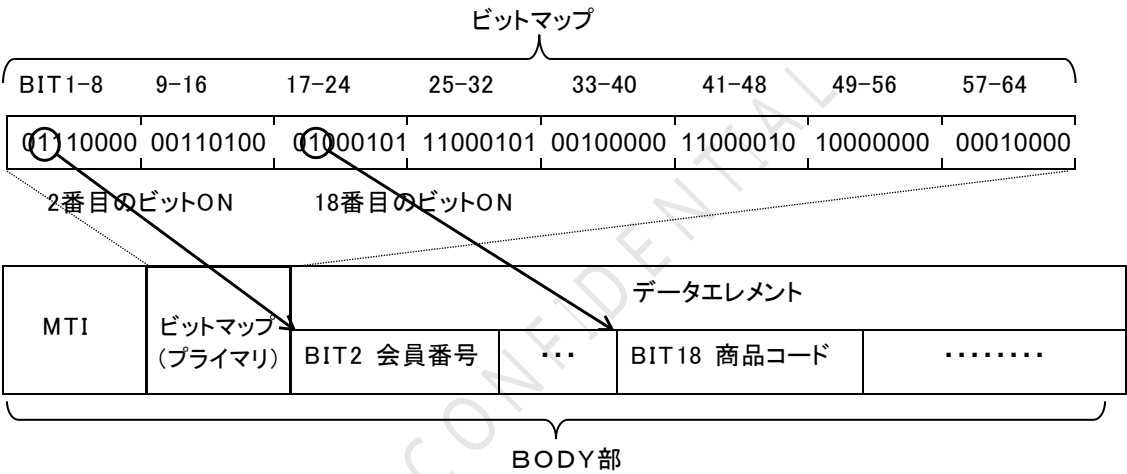 ビットマップ
BIT1-8 9-16 17-24 25-32 33-40 41-48 49-56 57-64
01110000 00110100 01000101 11000101 00100000 11000010 10000000 00010000
2番目のビットON 18番目のビットON
データエレメント
MTI ビットマップ
(プライマリ) BIT2 会員番号 ・・・ BIT18 商品コード ・・・・・・・・
BODY部
CONFIDENTIAL